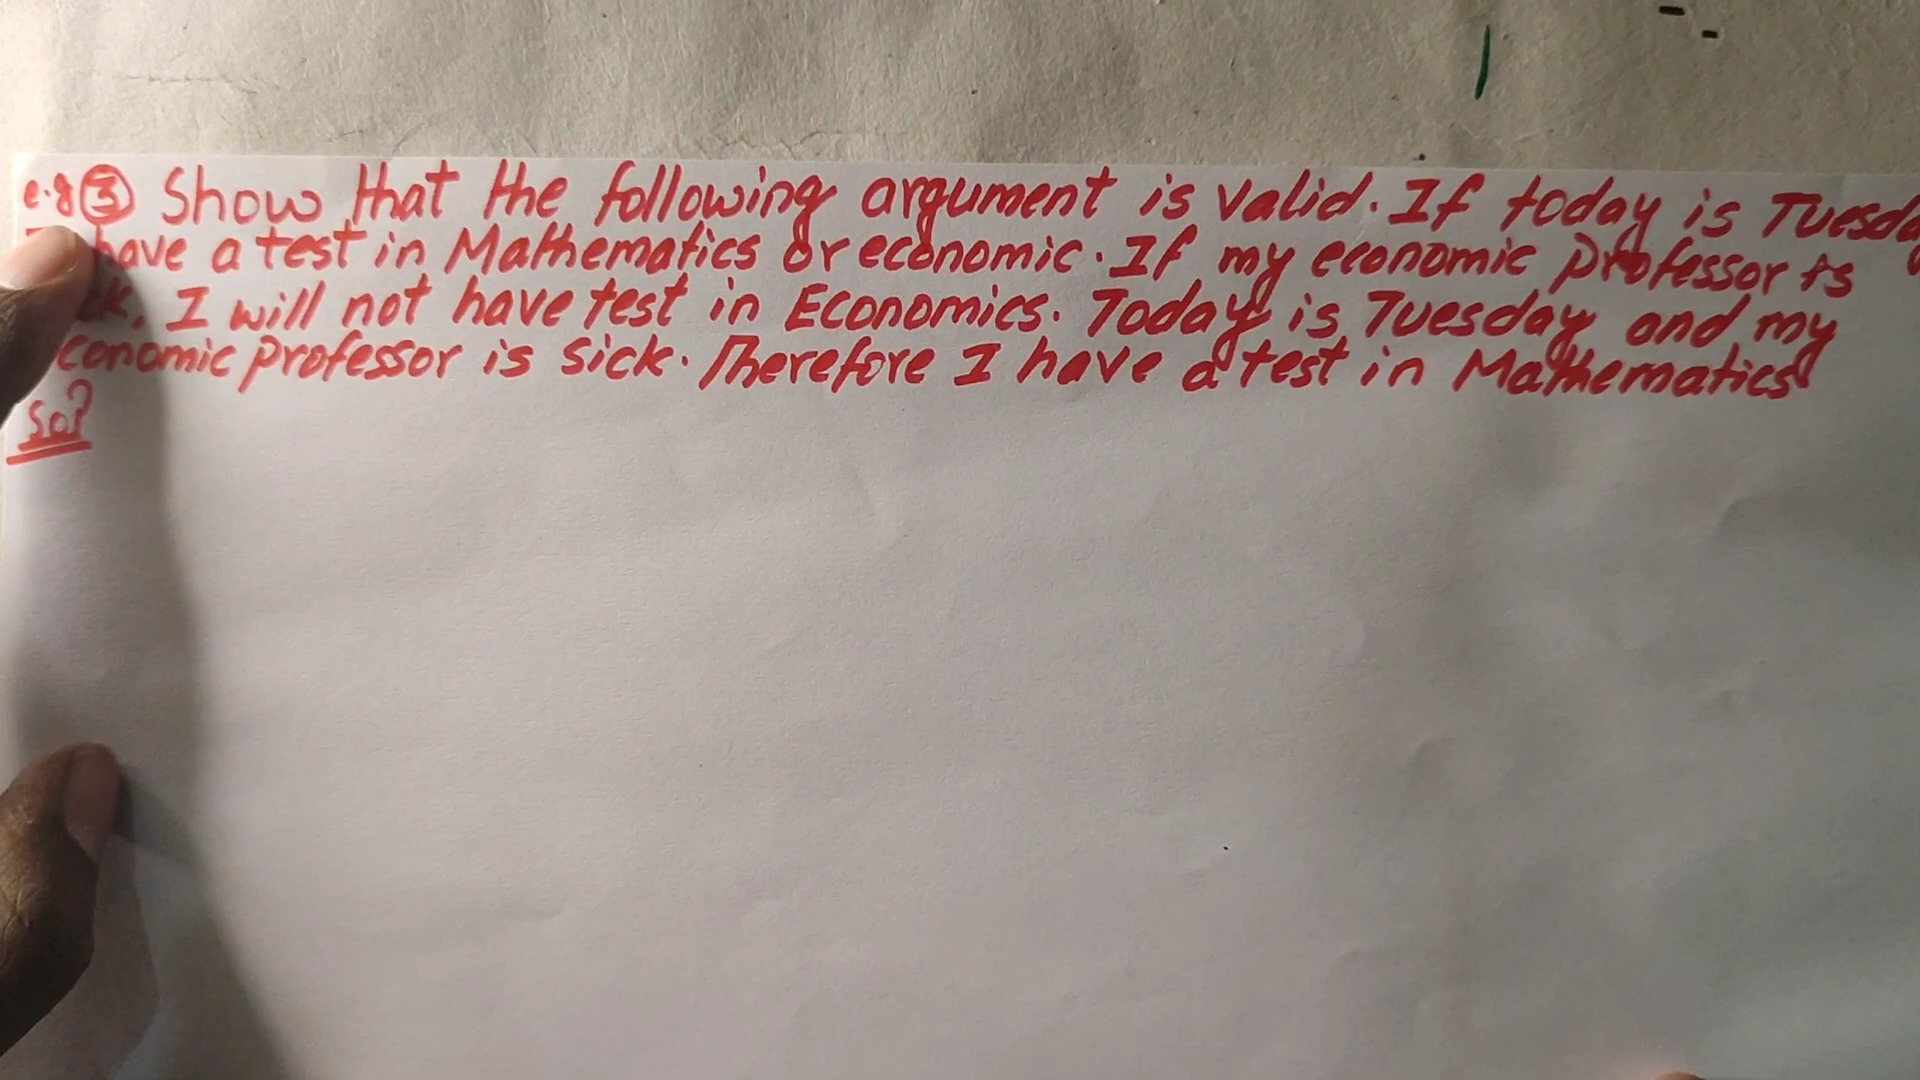 e.g ③ Show that the following argument is valid. If today is Tuesday
have a test in Mathematics or economic. If my economic professor is
I will not have test in Economics. Today is Tuesday and my
conomic professor is sick. Therefore I have a test in Mathematics
Sol